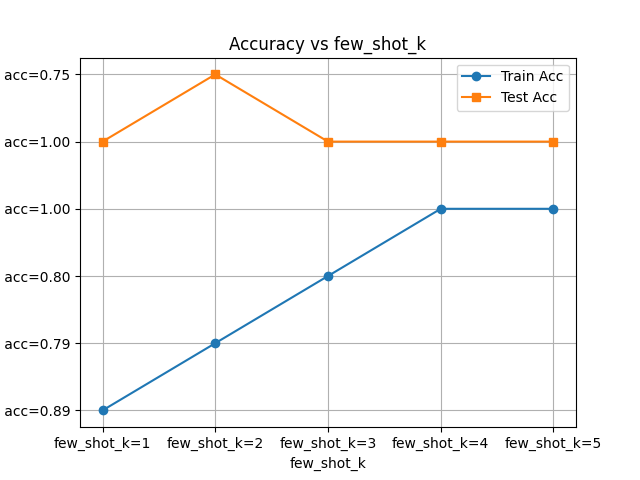 Accuracy vs few_shot_k
Train Acc
Test Acc
acc=0.75
acc=1.00
acc=1.00
acc=0.80
acc=0.79
acc=0.89
few_shot_k=1
few_shot_k=2
few_shot_k=3
few_shot_k=4
few_shot_k=5
few_shot_k